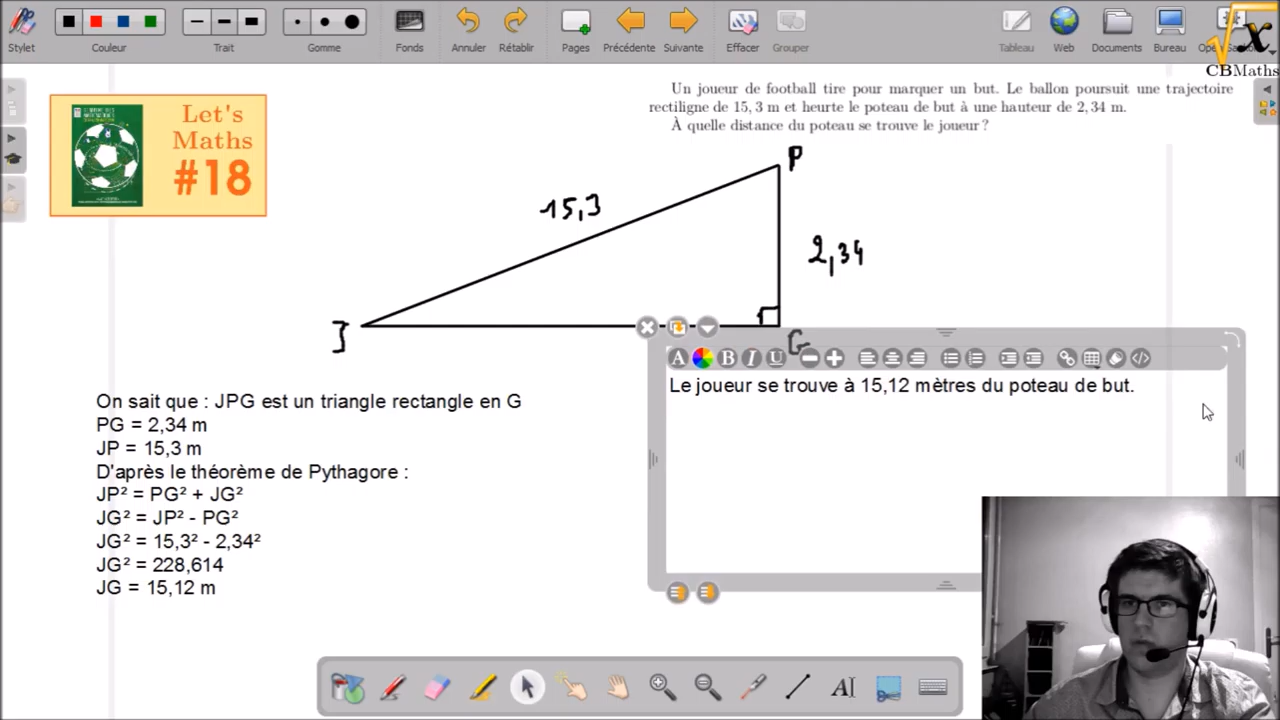 Stylet
Couleur
Trait
Gomme
Fonds
Annuler
Rétablir
Pages
Précédente
Suivante
Effacer
Grouper
Tableau
Web
Documents
Bureau
√x
CBMaths
Let's
Maths
#18
Un joueur de football tire pour marquer un but. Le ballon poursuit une trajectoire
rectiligne de 15,3 m et heurte le poteau de but à une hauteur de 2,34 m.
À quelle distance du poteau se trouve le joueur ?
P
15,3
2,34
J
G
A B I U
Le joueur se trouve à 15,12 mètres du poteau de but.
On sait que : JPG est un triangle rectangle en G
PG = 2,34 m
JP = 15,3 m
D'après le théorème de Pythagore :
JP² = PG² + JG²
JG² = JP² - PG²
JG² = 15,3² - 2,34²
JG² = 228,614
JG = 15,12 m
AI